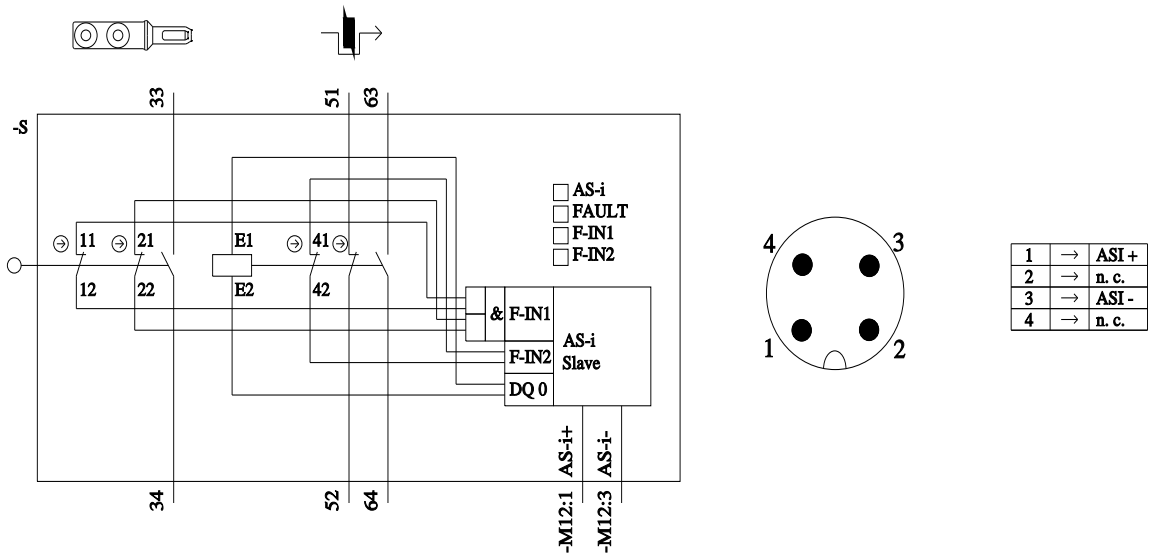 33
51
63
-S
AS-i
FAULT
F-IN1
F-IN2
11
21
E1
41
12
22
E2
42
& F-IN1
AS-i
Slave
F-IN2
DQ 0
34
52
64
-M12:1 AS-i+
-M12:3 AS-i-
4
3
1
2
1 → ASI +
2 → n. c.
3 → ASI -
4 → n. c.